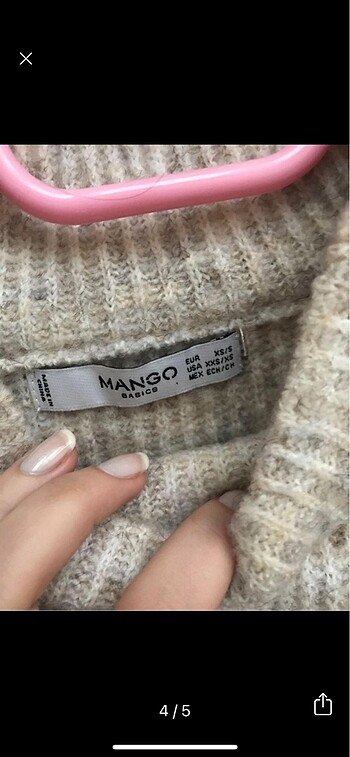 MADE IN
CHINA
MANGO
BASICS
EUR XS/S
USA XXS/XS
MEX ECH/CH
4 / 5